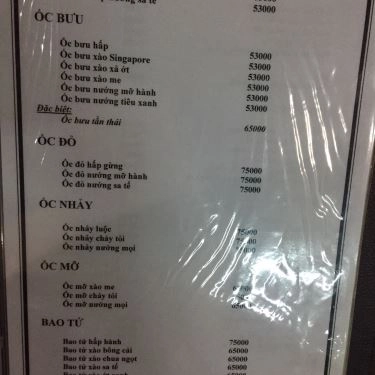 53000
ỐC BƯU
Ốc bưu hấp
Ốc bưu xào Singapore 53000
Ốc bưu xào xả ớt 53000
Ốc bưu xào me 53000
Ốc bưu nướng mỡ hành 53000
Ốc bưu nướng tiêu xanh 53000
Đặc biệt: 53000
Ốc bưu tần thái 65000
ỐC ĐỎ
Ốc đỏ hấp gừng 75000
Ốc đỏ nướng mỡ hành 75000
Ốc đỏ nướng sa tế 75000
ỐC NHẢY
Ốc nhảy luộc 75000
Ốc nhảy cháy tỏi
Ốc nhảy nướng mọi
ỐC MỠ
Ốc mỡ xào me
Ốc mỡ cháy tỏi
Ốc mỡ nướng mọi
BAO TỬ
Bao tử hấp hành 75000
Bao tử xào bông cải 65000
Bao tử xào chua ngọt 65000
Bao tử xào sa tế 65000
65000